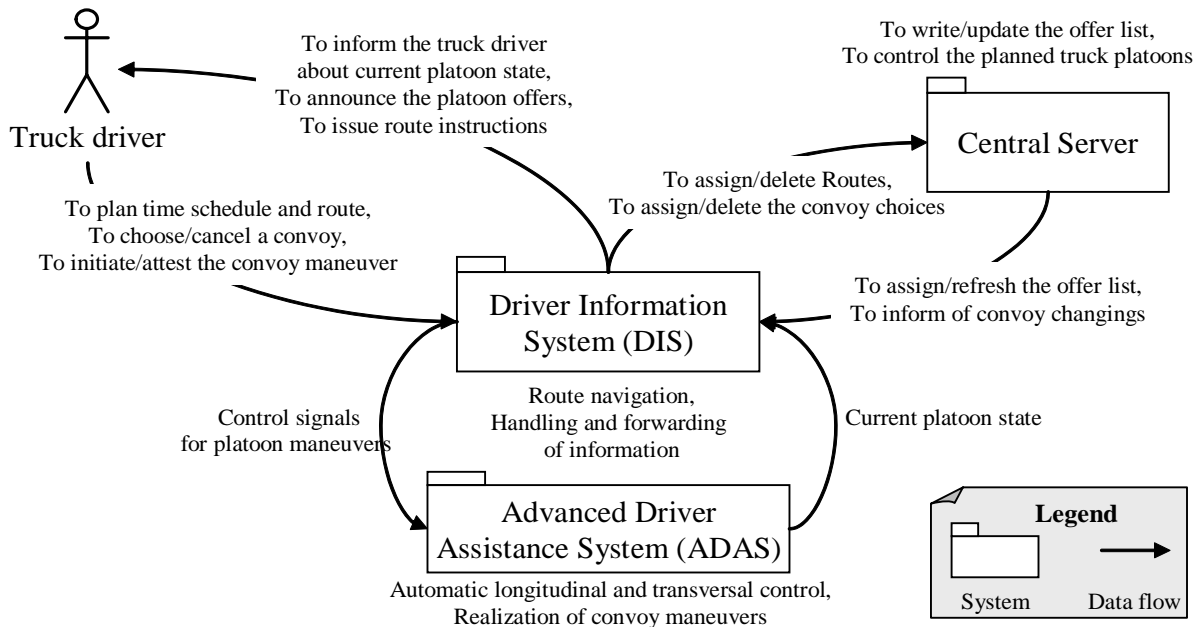 To inform the truck driver
about current platoon state,
To announce the platoon offers,
To issue route instructions
To write/update the offer list,
To control the planned truck platoons
Truck driver
Central Server
To assign/delete Routes,
To assign/delete the convoy choices
To plan time schedule and route,
To choose/cancel a convoy,
To initiate/attest the convoy maneuver
To assign/refresh the offer list,
To inform of convoy changings
Driver Information
System (DIS)
Route navigation,
Handling and forwarding
of information
Control signals
for platoon maneuvers
Current platoon state
Advanced Driver
Assistance System (ADAS)
Automatic longitudinal and transversal control,
Realization of convoy maneuvers
Legend
System
Data flow